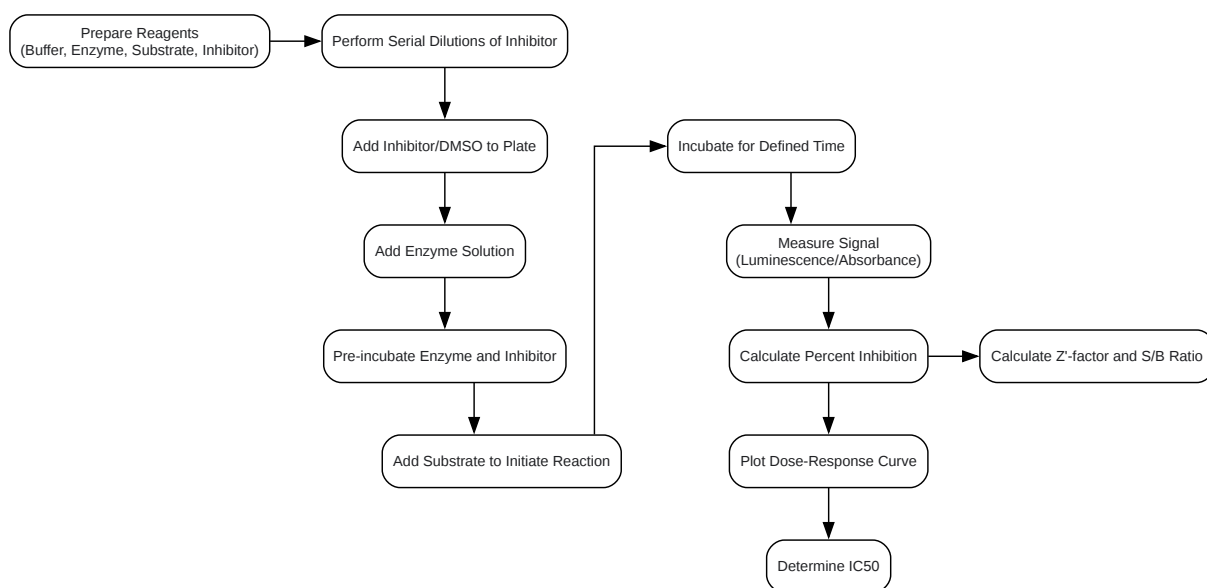 Prepare Reagents
(Buffer, Enzyme, Substrate, Inhibitor)
Perform Serial Dilutions of Inhibitor
Add Inhibitor/DMSO to Plate
Add Enzyme Solution
Pre-incubate Enzyme and Inhibitor
Add Substrate to Initiate Reaction
Incubate for Defined Time
Measure Signal
(Luminescence/Absorbance)
Calculate Percent Inhibition
Calculate Z'-factor and S/B Ratio
Plot Dose-Response Curve
Determine IC50